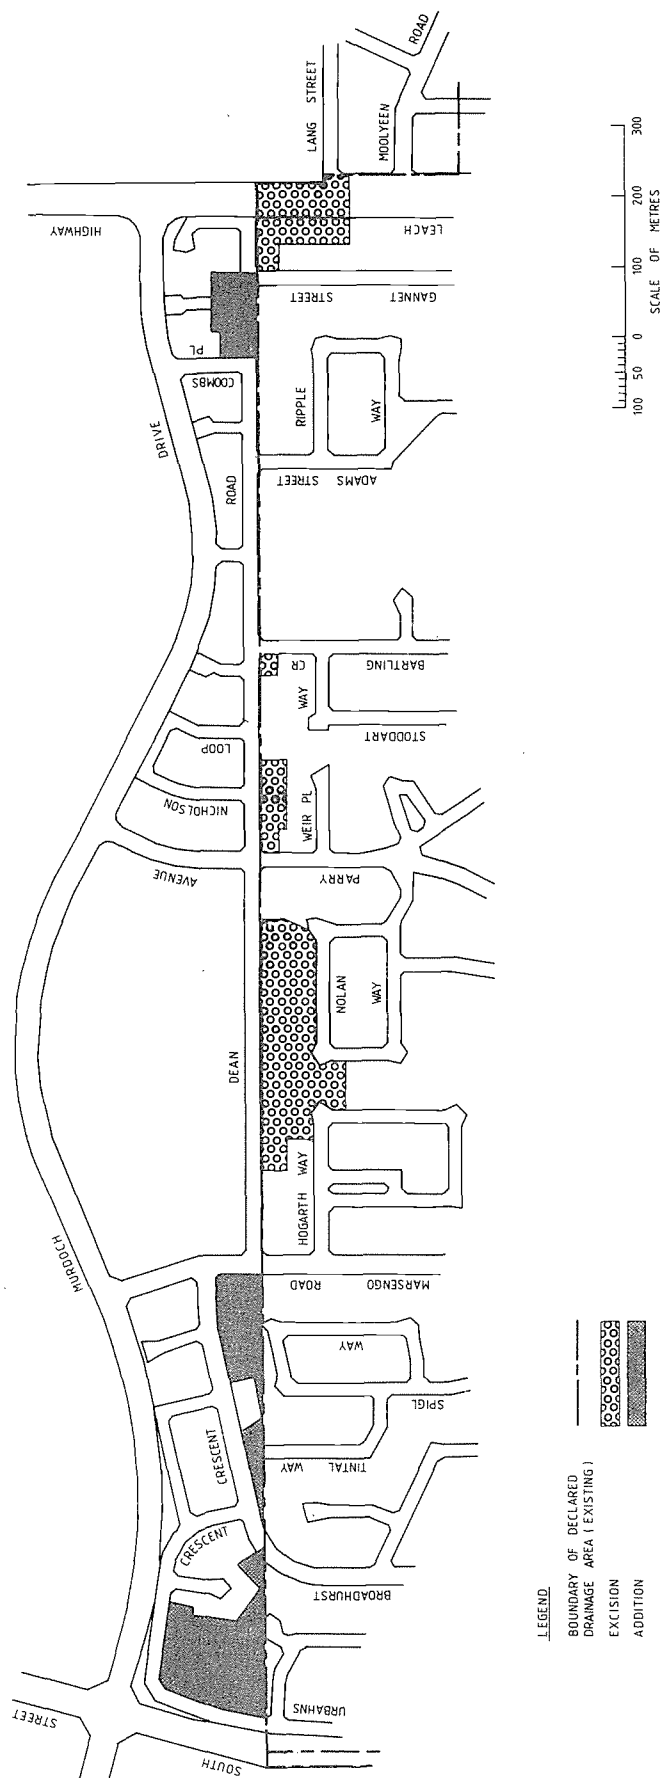 ROAD
LANG STREET
MOOLYEEN
HIGHWAY
LEACH
STREET
GANNET
PL
COOMBS
DRIVE
RIPPLE
WAY
STREET
ADAMS
ROAD
CR
WAY
BARTLING
STODDART
LOOP
NICHOLSON
WEIR PL
AVENUE
PARRY
NOLAN
WAY
DEAN
HOGARTH WAY
MURDOCH
ROAD
MARSENGO
WAY
SPIGL
CRESCENT
WAY
TINTAL
CRESCENT
BROADHURST
URBAHNS
STREET
SOUTH
100 50 0 100 200 300
SCALE OF METRES
LEGEND
BOUNDARY OF DECLARED
DRAINAGE AREA (EXISTING)
EXCISION
ADDITION